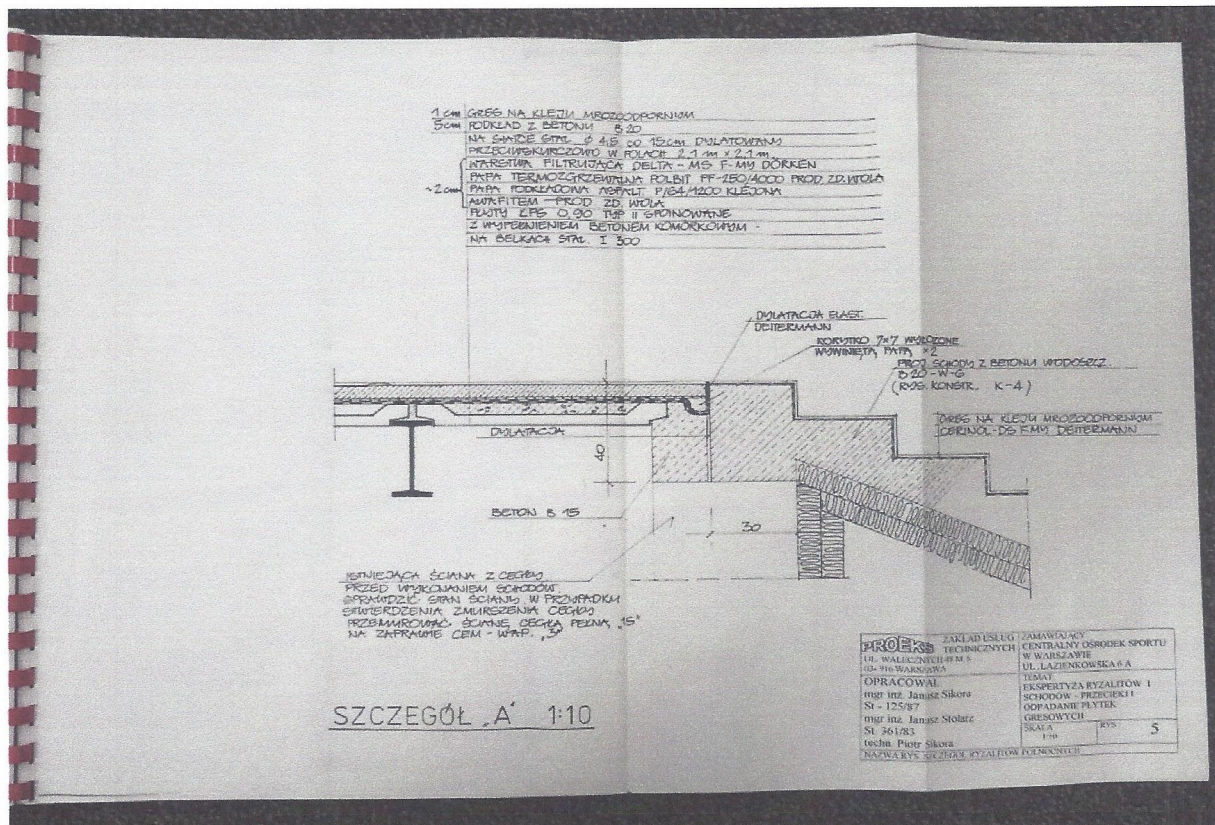 1 cm GRES NA KLEJU MROZOODPORNYM
5cm PODKŁAD Z BETONU B 20
NA SIATCE STAL. Ø 4,5 co 15cm DYLATOWANY
PRZECIWSKURCZOWO W POLACH 2,1 m x 2,1 m
WARSTWA FILTRUJĄCA DELTA - MS F-MY DÖRKEN
PAPA TERMOZGRZEWALNA POLBIT PF-250/4000 PROD. ZD. WOLA
~2cm PAPA PODKŁADOWA ASFALT. P/64/1200 KLEJONA
AWAFITEM - PROD ZD. WOLA
PŁYTY KPS 0,90 TYP II SPOINOWANE
Z WYPEŁNIENIEM BETONEM KOMÓRKOWYM -
NA BELKACH STAL. I 300
DYLATACJA ELAST.
DEITERMANN
KORYTKO 7x7 WYŁOŻONE
WYWINIĘTĄ PAPĄ x2
PROJ. SCHODY Z BETONU WODOSZCZ.
B 20 - W-6
(RYS. KONSTR. K-4)
GRES NA KLEJU MROZOODPORNYM
CERINOL-DS F.MY DEITERMANN
DYLATACJA
40
BETON B 15
30
ISTNIEJĄCA ŚCIANA Z CEGŁY
PRZED WYKONANIEM SCHODÓW
SPRAWDZIĆ STAN ŚCIANY. W PRZYPADKU
STWIERDZENIA ZMURSZENIA CEGŁY
PRZEMUROWAĆ ŚCIANĘ CEGŁĄ PEŁNĄ „15"
NA ZAPRAWIE CEM - WAP. „3"
SZCZEGÓŁ „A" 1:10
PROEKS ZAKŁAD USŁUG TECHNICZNYCH
UL. WALECZNYCH M 5
03-916 WARSZAWA
ZAMAWIAJĄCY
CENTRALNY OŚRODEK SPORTU
W WARSZAWIE
UL. ŁAZIENKOWSKA 6 A
OPRACOWAŁ
mgr inż. Janusz Sikora
St - 125/87
mgr inż. Janusz Stolarz
St. 361/83
techn. Piotr Sikora
TEMAT
EKSPERTYZA RYZALITÓW I
SCHODÓW - PRZECIEKI I
ODPADANIE PŁYTEK
GRESOWYCH
SKALA
1:10
RYS 5
NAZWA RYS. SZCZEGÓŁ RYZALITÓW PÓŁNOCNYCH